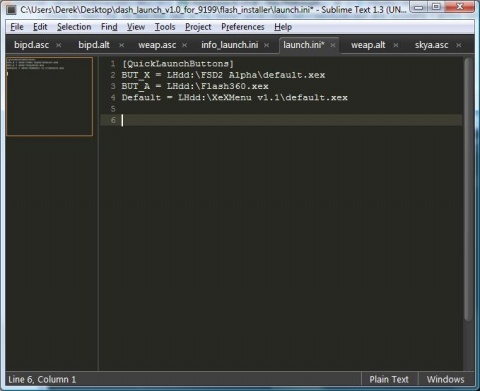 C:\Users\Derek\Desktop\dash_launch_v1.0_for_9199\flash_installer\launch.ini* - Sublime Text 1.3 (UN...
File Edit Selection Find View Tools Project Preferences Help
bipd.asc × bipd.alt × weap.asc × info_launch.ini × launch.ini* × weap.alt × skya.asc ×
1 [QuickLaunchButtons]
2 BUT_X = LHdd:\FSD2 Alpha\default.xex
3 BUT_A = LHdd:\Flash360.xex
4 Default = LHdd:\XeXMenu v1.1\default.xex
5
6
Line 6, Column 1 Plain Text Windows